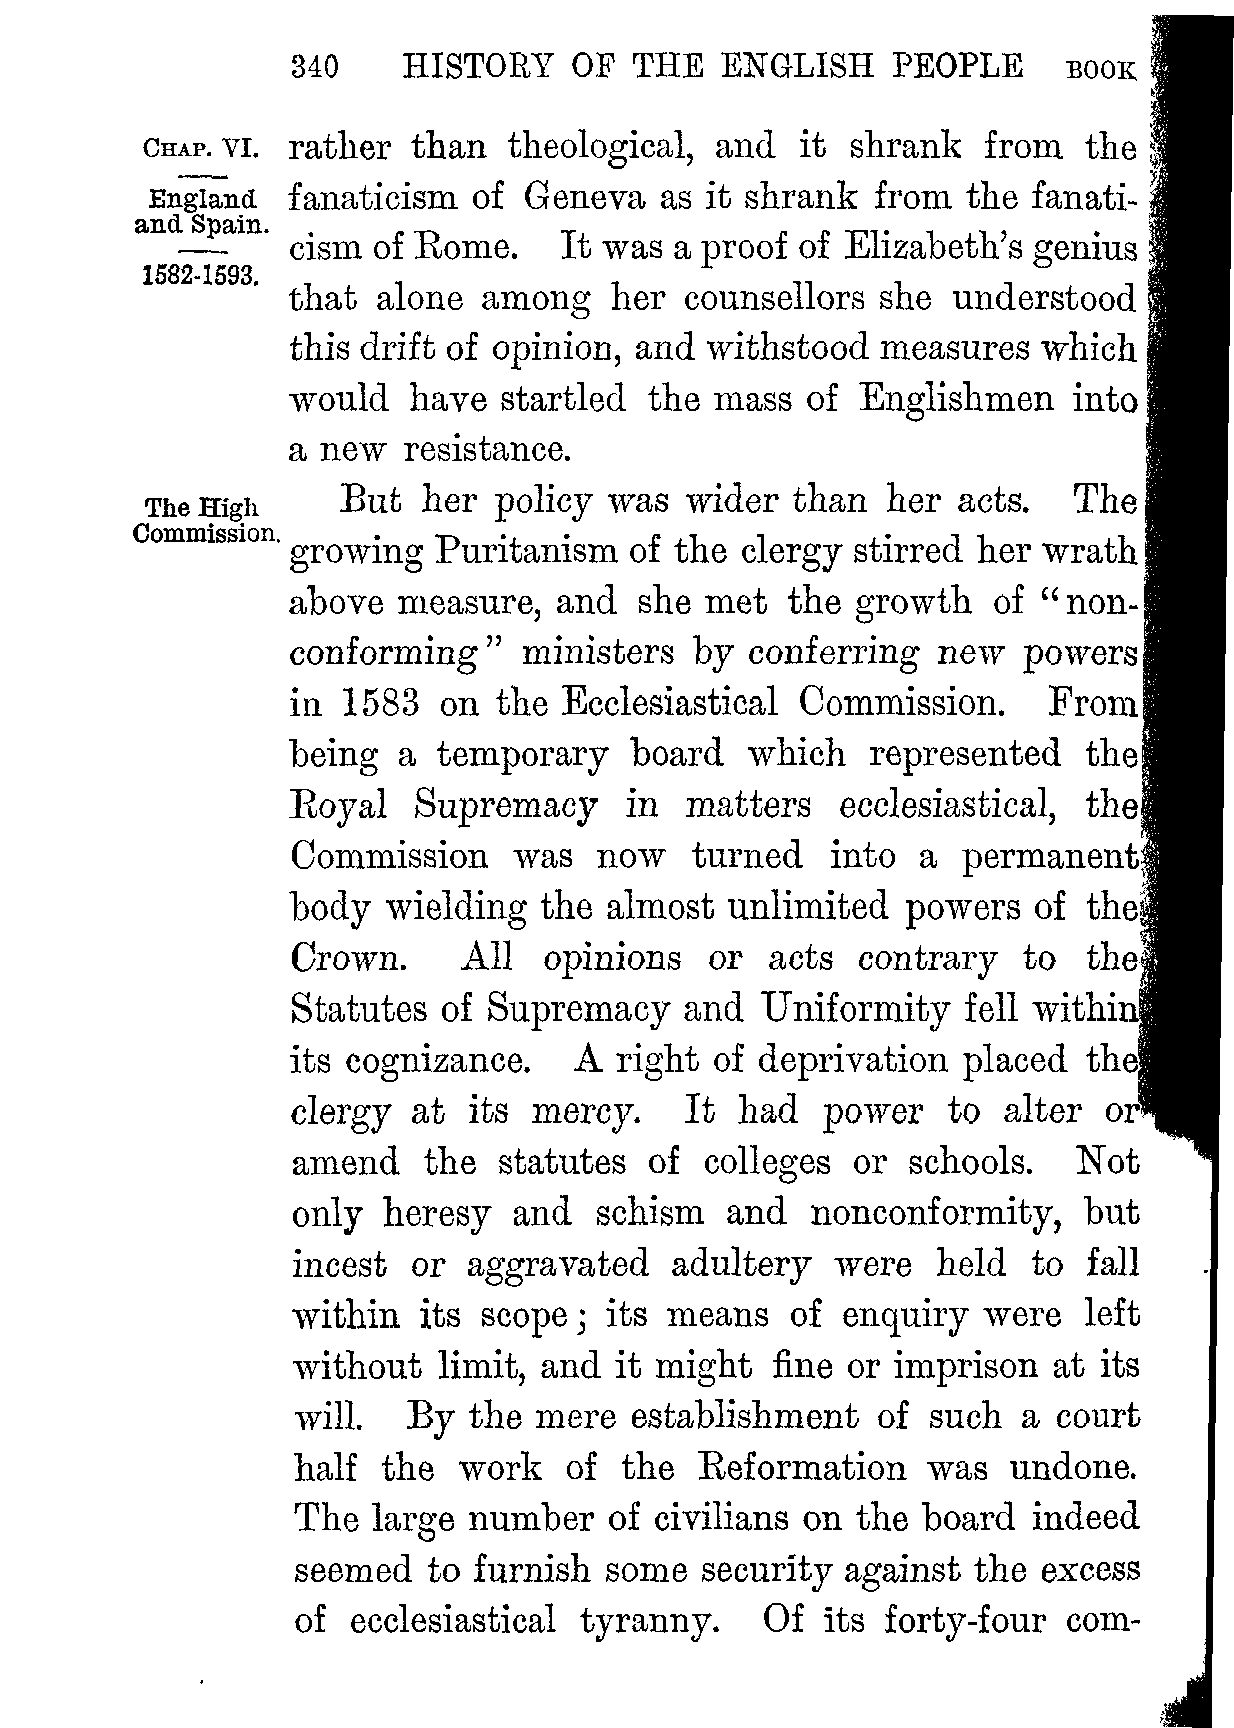 340 HISTORY OF THE ENGLISH PEOPLE BOOK
CHAP. VI.
England
and Spain.
1582-1593.
rather than theological, and it shrank from the
fanaticism of Geneva as it shrank from the fanati-
cism of Rome. It was a proof of Elizabeth's genius
that alone among her counsellors she understood
this drift of opinion, and withstood measures which
would have startled the mass of Englishmen into
a new resistance.
The High
Commission.
But her policy was wider than her acts. The
growing Puritanism of the clergy stirred her wrath
above measure, and she met the growth of "non-
conforming" ministers by conferring new powers
in 1583 on the Ecclesiastical Commission. From
being a temporary board which represented the
Royal Supremacy in matters ecclesiastical, the
Commission was now turned into a permanent
body wielding the almost unlimited powers of the
Crown. All opinions or acts contrary to the
Statutes of Supremacy and Uniformity fell within
its cognizance. A right of deprivation placed the
clergy at its mercy. It had power to alter or
amend the statutes of colleges or schools. Not
only heresy and schism and nonconformity, but
incest or aggravated adultery were held to fall
within its scope; its means of enquiry were left
without limit, and it might fine or imprison at its
will. By the mere establishment of such a court
half the work of the Reformation was undone.
The large number of civilians on the board indeed
seemed to furnish some security against the excess
of ecclesiastical tyranny. Of its forty-four com-